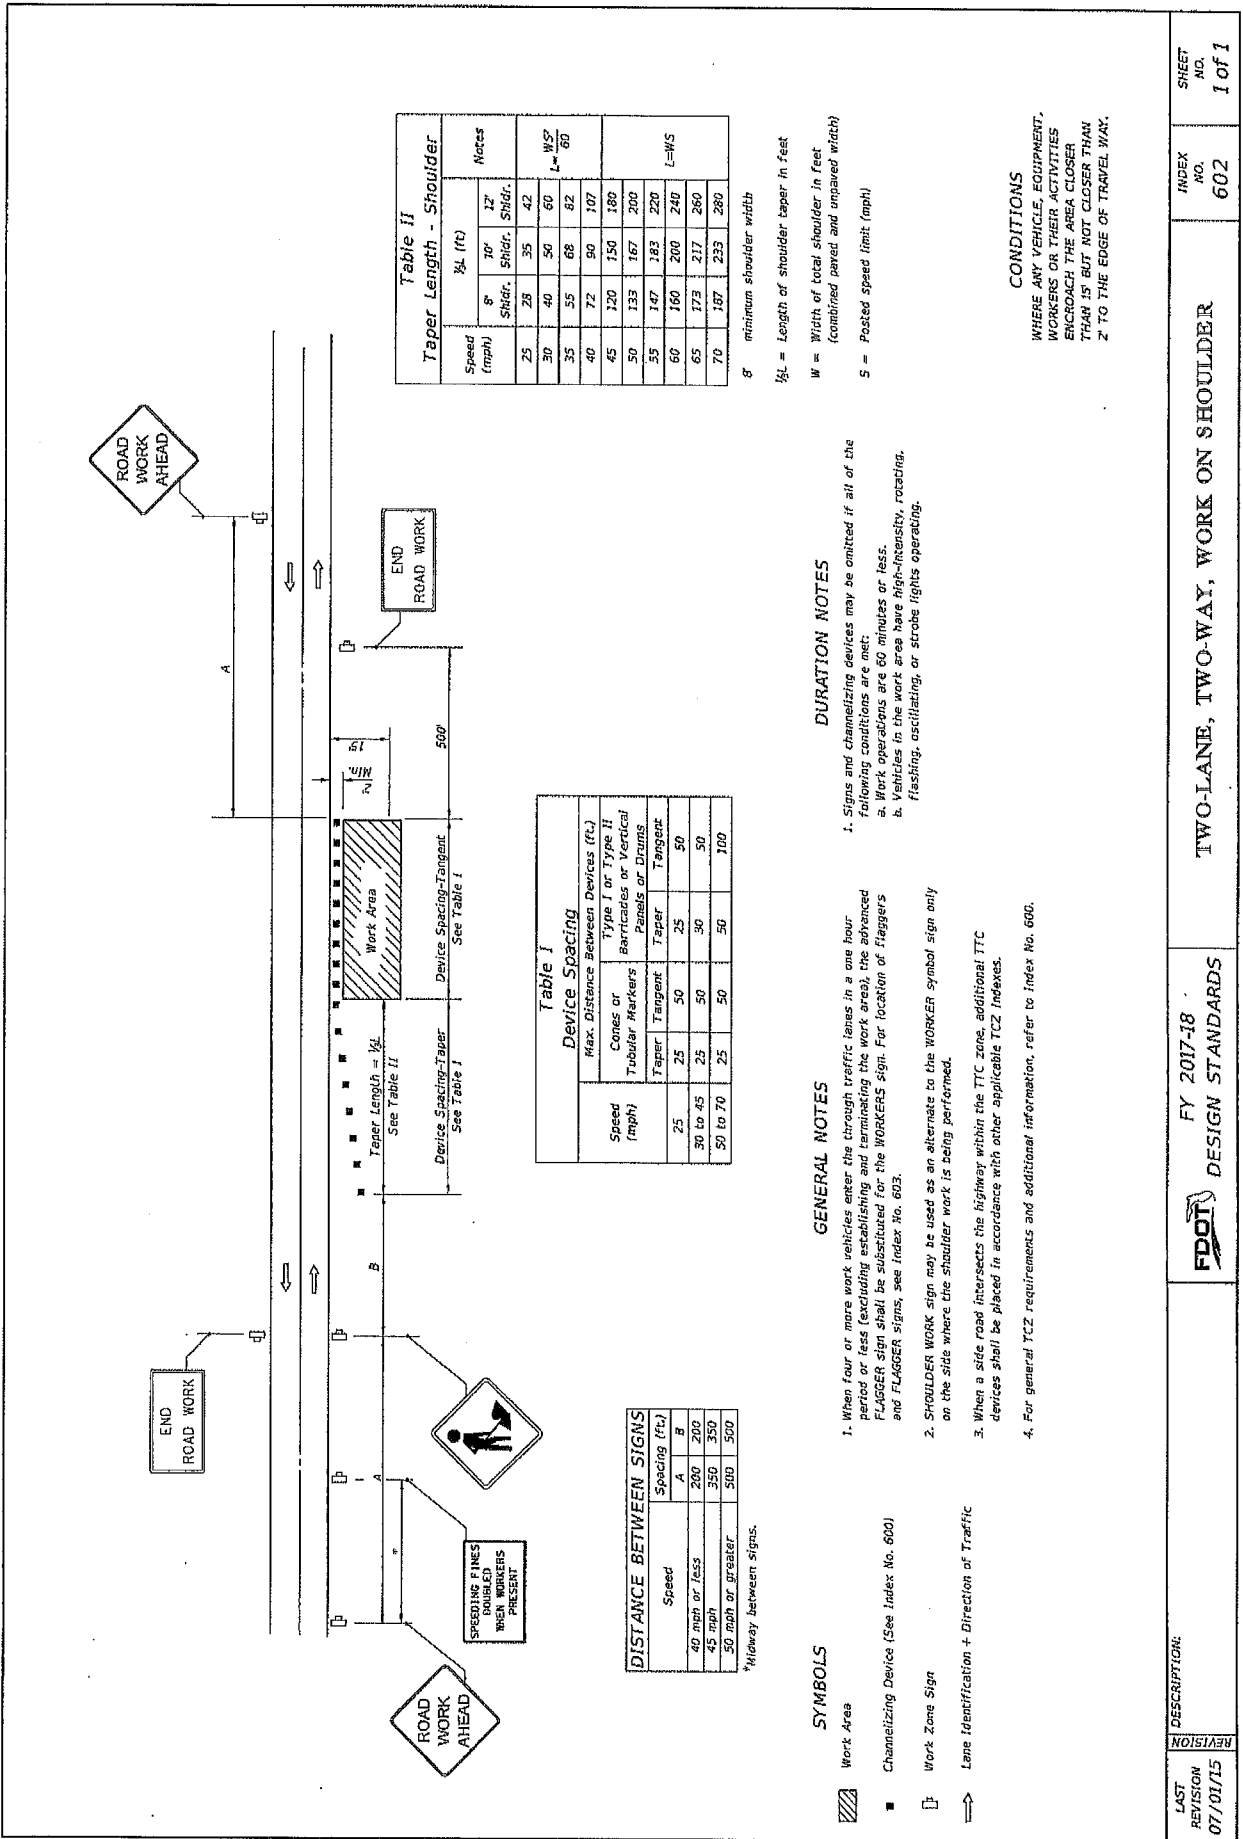 ROAD
WORK
AHEAD
SPEEDING FINES
DOUBLED
WHEN WORKERS
PRESENT
END
ROAD WORK
*
A
B
Taper Length = ⅓L
See Table II
Device Spacing-Taper
See Table I
Work Area
Device Spacing-Tangent
See Table I
2'
Min.
15'
500'
A
END
ROAD WORK
ROAD
WORK
AHEAD
DISTANCE BETWEEN SIGNS
Speed Spacing (ft.)
A B
40 mph or less 200 200
45 mph 350 350
50 mph or greater 500 500
*Midway between signs.
Table I
Device Spacing
Max. Distance Between Devices (ft.)
Speed (mph) Cones or Tubular Markers Type I or Type II Barricades or Vertical Panels or Drums
Taper Tangent Taper Tangent
25 25 50 25 50
30 to 45 25 50 30 50
50 to 70 25 50 50 100
Table II
Taper Length - Shoulder
Speed (mph) ⅓L (ft) Notes
8' Shldr. 10' Shldr. 12' Shldr.
25 28 35 42 L= WS²/60
30 40 50 60
35 55 68 82
40 72 90 107
45 120 150 180 L=WS
50 133 167 200
55 147 183 220
60 160 200 240
65 173 217 260
70 187 233 280
8' minimum shoulder width
⅓L = Length of shoulder taper in feet
W = Width of total shoulder in feet
(combined paved and unpaved width)
S = Posted speed limit (mph)
SYMBOLS
Work Area
Channelizing Device (See Index No. 600)
Work Zone Sign
Lane Identification + Direction of Traffic
GENERAL NOTES
1. When four or more work vehicles enter the through traffic lanes in a one hour
period or less (excluding establishing and terminating the work area), the advanced
FLAGGER sign shall be substituted for the WORKERS sign. For location of flaggers
and FLAGGER signs, see Index No. 603.
2. SHOULDER WORK sign may be used as an alternate to the WORKER symbol sign only
on the side where the shoulder work is being performed.
3. When a side road intersects the highway within the TTC zone, additional TTC
devices shall be placed in accordance with other applicable TCZ Indexes.
4. For general TCZ requirements and additional information, refer to Index No. 600.
DURATION NOTES
1. Signs and channelizing devices may be omitted if all of the
following conditions are met:
a. Work operations are 60 minutes or less.
b. Vehicles in the work area have high-intensity, rotating,
flashing, oscillating, or strobe lights operating.
CONDITIONS
WHERE ANY VEHICLE, EQUIPMENT,
WORKERS OR THEIR ACTIVITIES
ENCROACH THE AREA CLOSER
THAN 15' BUT NOT CLOSER THAN
2' TO THE EDGE OF TRAVEL WAY.
LAST
REVISION
07/01/15
REVISION
DESCRIPTION:
FDOT
FY 2017-18
DESIGN STANDARDS
TWO-LANE, TWO-WAY, WORK ON SHOULDER
INDEX
NO.
602
SHEET
NO.
1 of 1